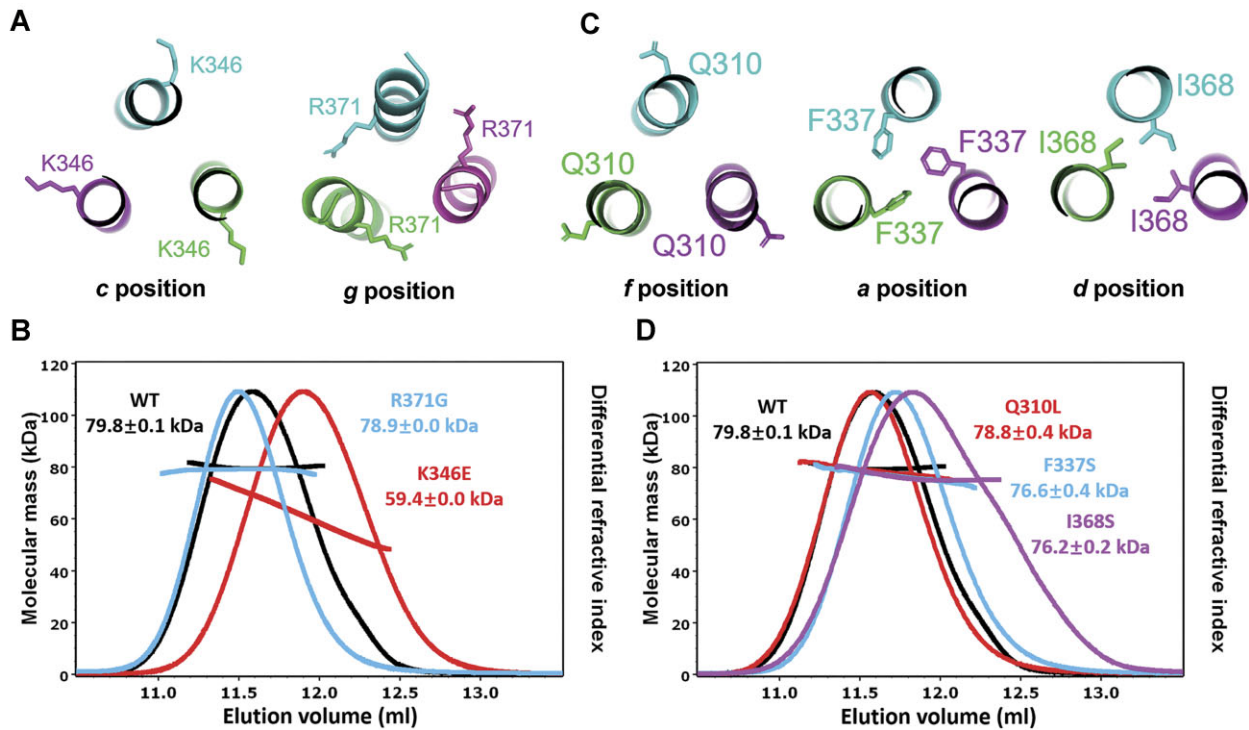 A
K346
K346
K346
c position
R371
R371
R371
g position
C
Q310
Q310
Q310
f position
F337
F337
F337
a position
I368
I368
I368
d position
B
Molecular mass (kDa)
120
100
80
60
40
20
0
WT
79.8±0.1 kDa
R371G
78.9±0.0 kDa
K346E
59.4±0.0 kDa
11.0 11.5 12.0 12.5 13.0
Elution volume (ml)
Differential refractive index
D
Molecular mass (kDa)
120
100
80
60
40
20
0
WT
79.8±0.1 kDa
Q310L
78.8±0.4 kDa
F337S
76.6±0.4 kDa
I368S
76.2±0.2 kDa
11.0 11.5 12.0 12.5 13.0
Elution volume (ml)
Differential refractive index